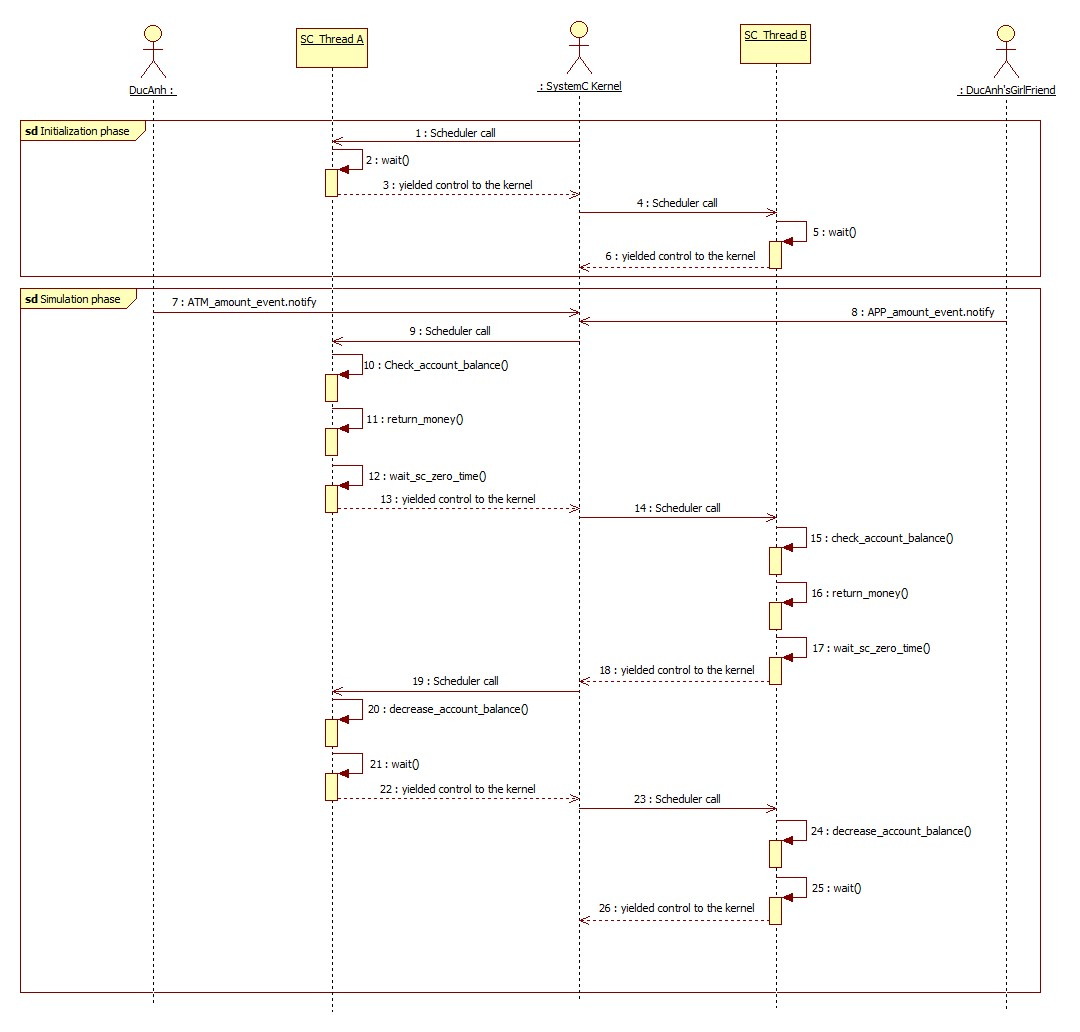 SC_Thread A
SC_Thread B
DucAnh :
: SystemC Kernel
: DucAnh'sGirlFriend
sd Initialization phase
1 : Scheduler call
2 : wait()
3 : yielded control to the kernel
4 : Scheduler call
5 : wait()
6 : yielded control to the kernel
sd Simulation phase
7 : ATM_amount_event.notify
8 : APP_amount_event.notify
9 : Scheduler call
10 : Check_account_balance()
11 : return_money()
12 : wait_sc_zero_time()
13 : yielded control to the kernel
14 : Scheduler call
15 : check_account_balance()
16 : return_money()
17 : wait_sc_zero_time()
18 : yielded control to the kernel
19 : Scheduler call
20 : decrease_account_balance()
21 : wait()
22 : yielded control to the kernel
23 : Scheduler call
24 : decrease_account_balance()
25 : wait()
26 : yielded control to the kernel